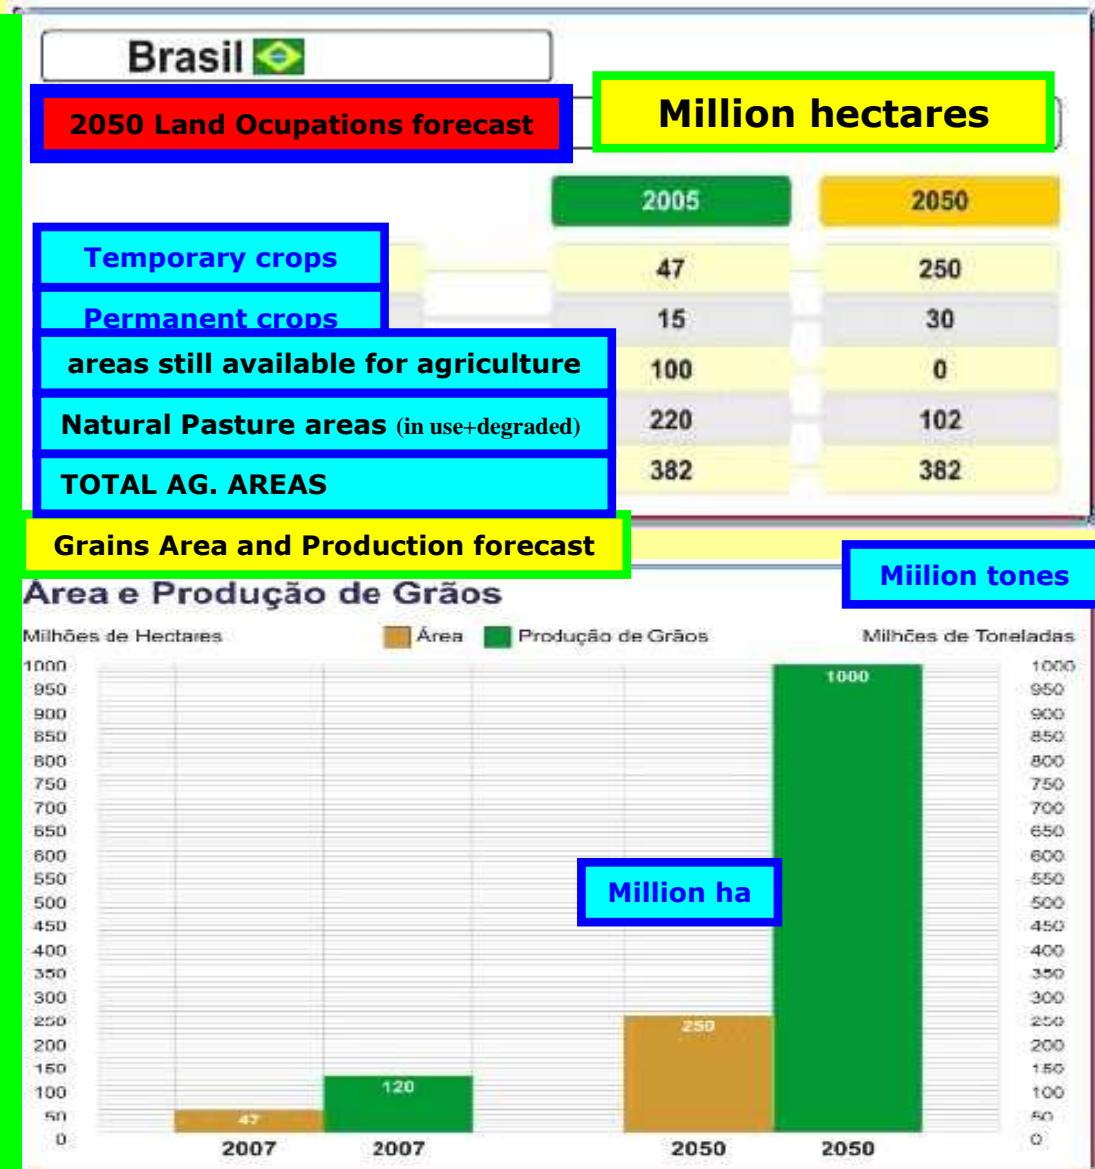 Brasil
2050 Land Ocupations forecast
Million hectares
2005 2050
Temporary crops 47 250
Permanent crops 15 30
areas still available for agriculture 100 0
Natural Pasture areas (in use+degraded) 220 102
TOTAL AG. AREAS 382 382
Grains Area and Production forecast
Miilion tones
Área e Produção de Grãos
Milhões de Hectares Área Produção de Grãos Milhões de Toneladas
1000 1000 1000
950 950
900 900
850 850
800 800
750 750
700 700
650 650
600 600
550 550
Million ha
500 500
450 450
400 400
350 350
300 300
250 250 250
200 200
150 150
100 120 100
50 47 50
0 0
2007 2007 2050 2050